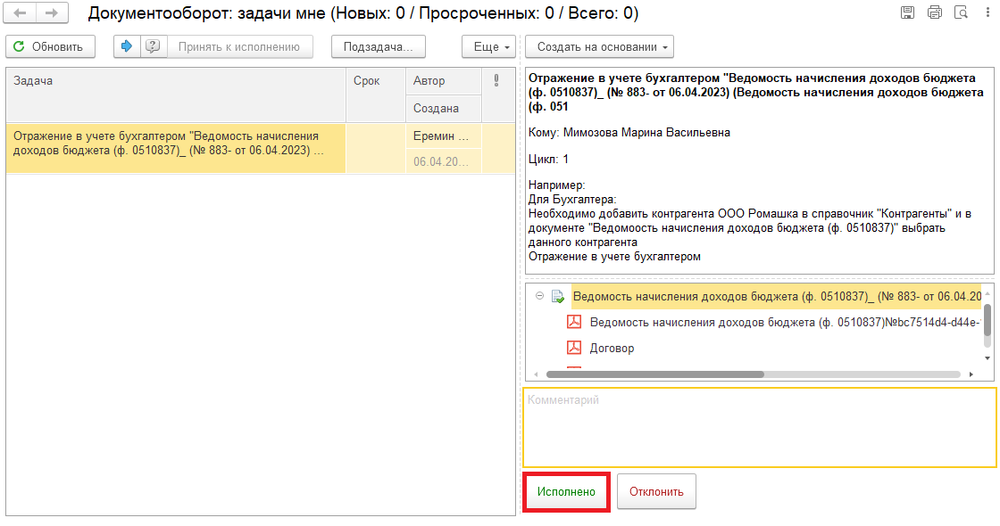 Документооборот: задачи мне (Новых: 0 / Просроченных: 0 / Всего: 0)
Обновить
Принять к исполнению
Подзадача...
Еще
Создать на основании
Задача
Срок
Автор
Создана
Отражение в учете бухгалтером "Ведомость начисления
доходов бюджета (ф. 0510837)_ (№ 883- от 06.04.2023) ...
Еремин ...
06.04.20...
Отражение в учете бухгалтером "Ведомость начисления доходов бюджета
(ф. 0510837)_ (№ 883- от 06.04.2023) (Ведомость начисления доходов бюджета
(ф. 051
Кому: Мимозова Марина Васильевна
Цикл: 1
Например:
Для Бухгалтера:
Необходимо добавить контрагента ООО Ромашка в справочник "Контрагенты" и в
документе "Ведомоость начисления доходов бюджета (ф. 0510837)" выбрать
данного контрагента
Отражение в учете бухгалтером
Ведомость начисления доходов бюджета (ф. 0510837)_ (№ 883- от 06.04.20
Ведомость начисления доходов бюджета (ф. 0510837)№bc7514d4-d44e-
Договор
Комментарий
Исполнено
Отклонить